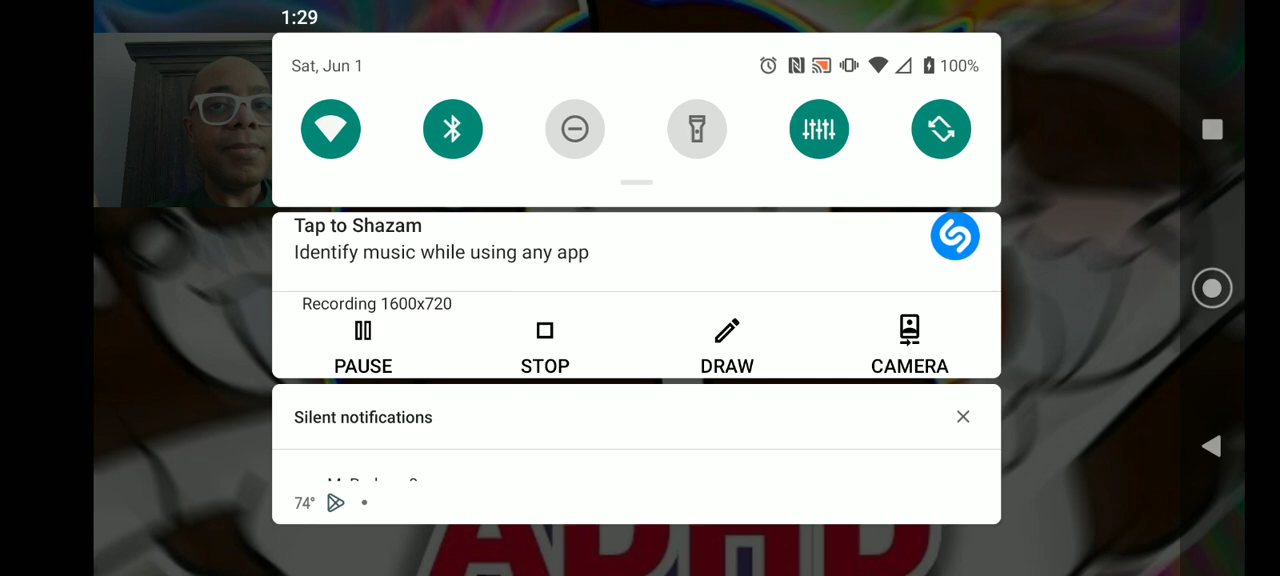 1:29
Sat, Jun 1
100%
Tap to Shazam
Identify music while using any app
Recording 1600x720
PAUSE STOP DRAW CAMERA
Silent notifications
74°
ADHD